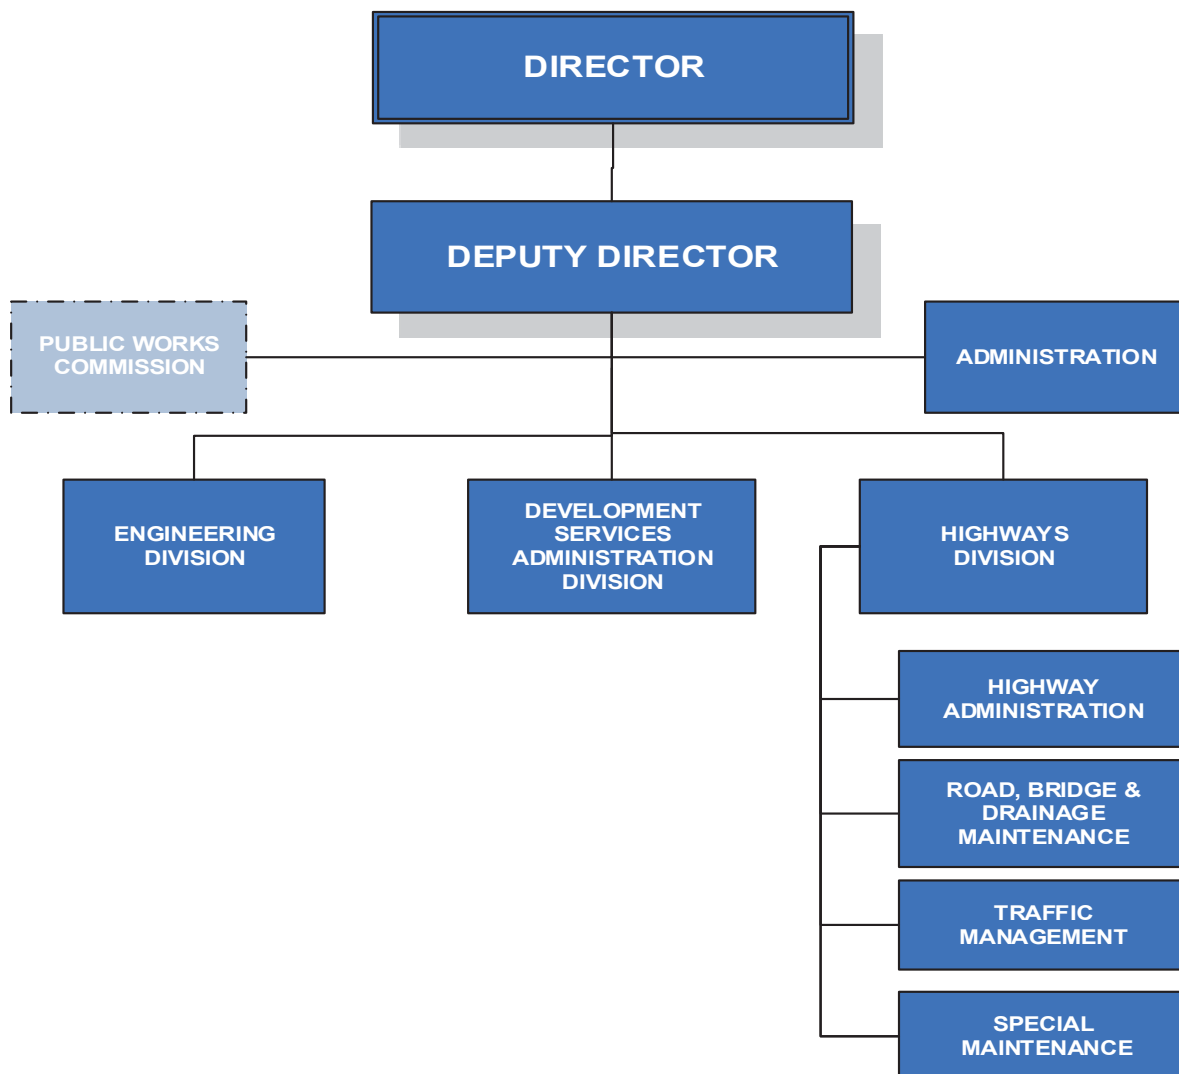 DIRECTOR
DEPUTY DIRECTOR
PUBLIC WORKS
COMMISSION
ADMINISTRATION
ENGINEERING
DIVISION
DEVELOPMENT
SERVICES
ADMINISTRATION
DIVISION
HIGHWAYS
DIVISION
HIGHWAY
ADMINISTRATION
ROAD, BRIDGE &
DRAINAGE
MAINTENANCE
TRAFFIC
MANAGEMENT
SPECIAL
MAINTENANCE